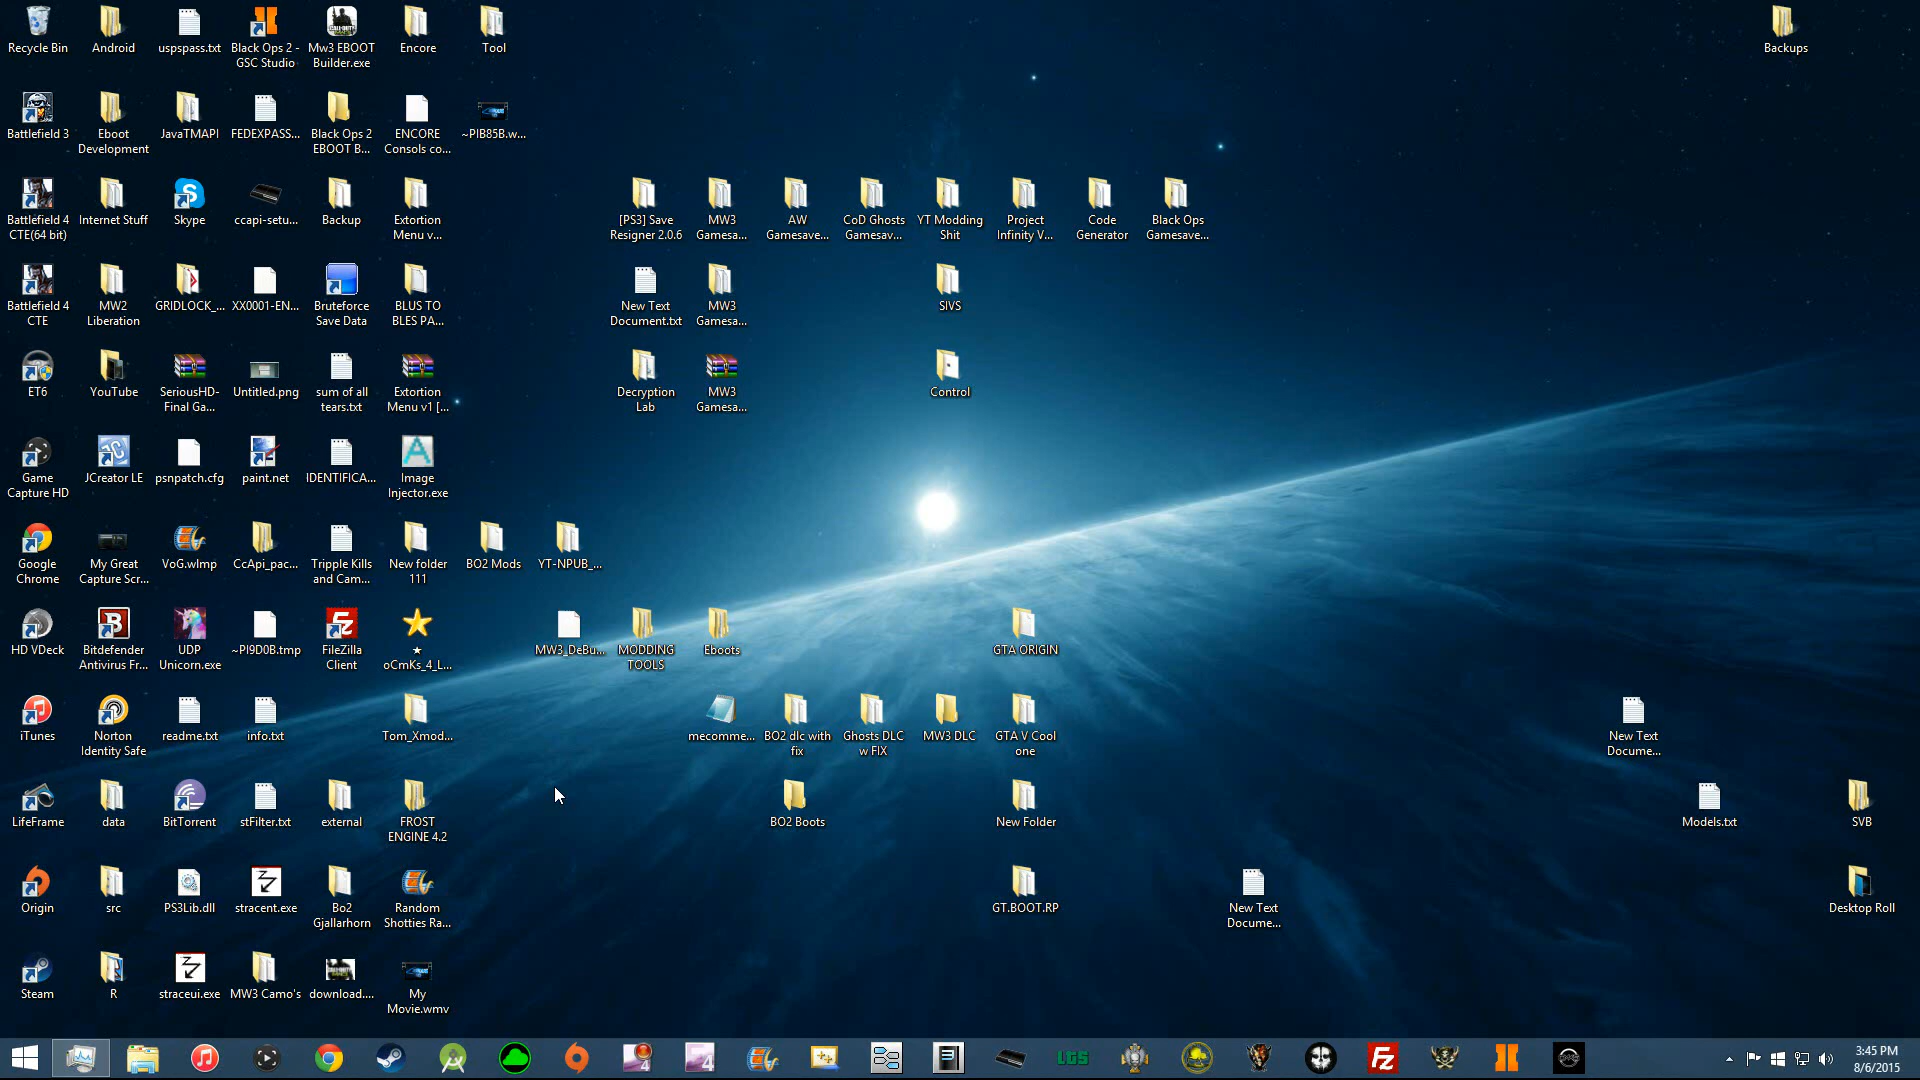 Recycle Bin
Android
uspspass.txt
Black Ops 2 -
GSC Studio
Mw3 EBOOT
Builder.exe
Encore
Tool
Backups
Battlefield 3
Eboot
Development
JavaTMAPI
FEDEXPASS...
Black Ops 2
EBOOT B...
ENCORE
Consols co...
~PIB85B.w...
Battlefield 4
CTE(64 bit)
Internet Stuff
Skype
ccapi-setu...
Backup
Extortion
Menu v...
[PS3] Save
Resigner 2.0.6
MW3
Gamesa...
AW
Gamesave...
CoD Ghosts
Gamesav...
YT Modding
Shit
Project
Infinity V...
Code
Generator
Black Ops
Gamesave...
Battlefield 4
CTE
MW2
Liberation
GRIDLOCK_...
XX0001-EN...
Bruteforce
Save Data
BLUS TO
BLES PA...
New Text
Document.txt
MW3
Gamesa...
SIVS
ET6
YouTube
SeriousHD-
Final Ga...
Untitled.png
sum of all
tears.txt
Extortion
Menu v1 [...
Decryption
Lab
MW3
Gamesa...
Control
Game
Capture HD
JCreator LE
psnpatch.cfg
paint.net
IDENTIFICA...
Image
Injector.exe
Google
Chrome
My Great
Capture Scr...
VoG.wlmp
CcApi_pac...
Tripple Kills
and Cam...
New folder
111
BO2 Mods
YT-NPUB_...
HD VDeck
Bitdefender
Antivirus Fr...
UDP
Unicorn.exe
~PI9D0B.tmp
FileZilla
Client
★
oCmKs_4_L...
MW3_DeBu...
MODDING
TOOLS
Eboots
GTA ORIGIN
iTunes
Norton
Identity Safe
readme.txt
info.txt
Tom_Xmod...
mecomme...
BO2 dlc with
fix
Ghosts DLC
w FIX
MW3 DLC
GTA V Cool
one
New Text
Docume...
LifeFrame
data
BitTorrent
stFilter.txt
external
FROST
ENGINE 4.2
BO2 Boots
New Folder
Models.txt
SVB
Origin
src
PS3Lib.dll
stracent.exe
Bo2
Gjallarhorn
Random
Shotties Ra...
GT.BOOT.RP
New Text
Docume...
Desktop Roll
Steam
R
straceui.exe
MW3 Camo's
download....
My
Movie.wmv
LTS
3:45 PM
8/6/2015